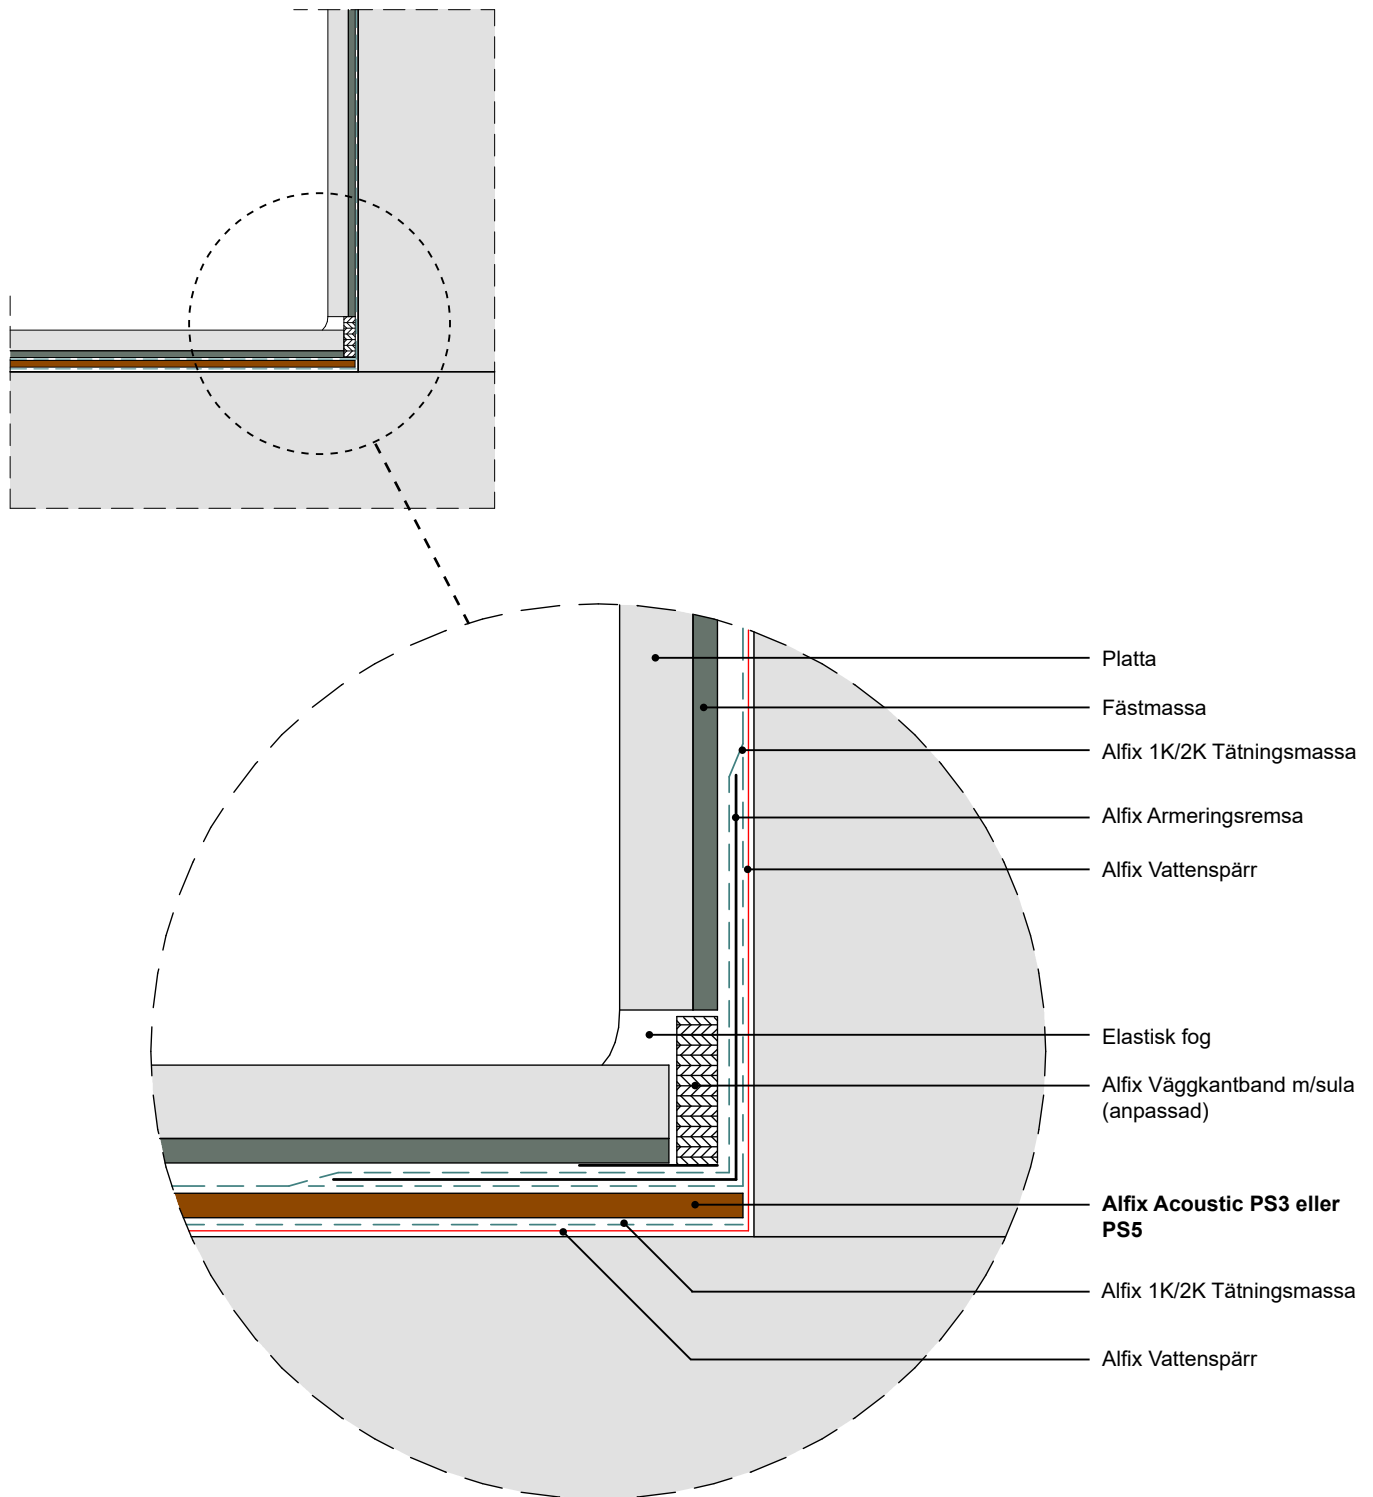 Platta
Fästmassa
Alfix 1K/2K Tätningsmassa
Alfix Armeringsremsa
Alfix Vattenspärr
Elastisk fog
Alfix Väggkantband m/sula
(anpassad)
Alfix Acoustic PS3 eller
PS5
Alfix 1K/2K Tätningsmassa
Alfix Vattenspärr